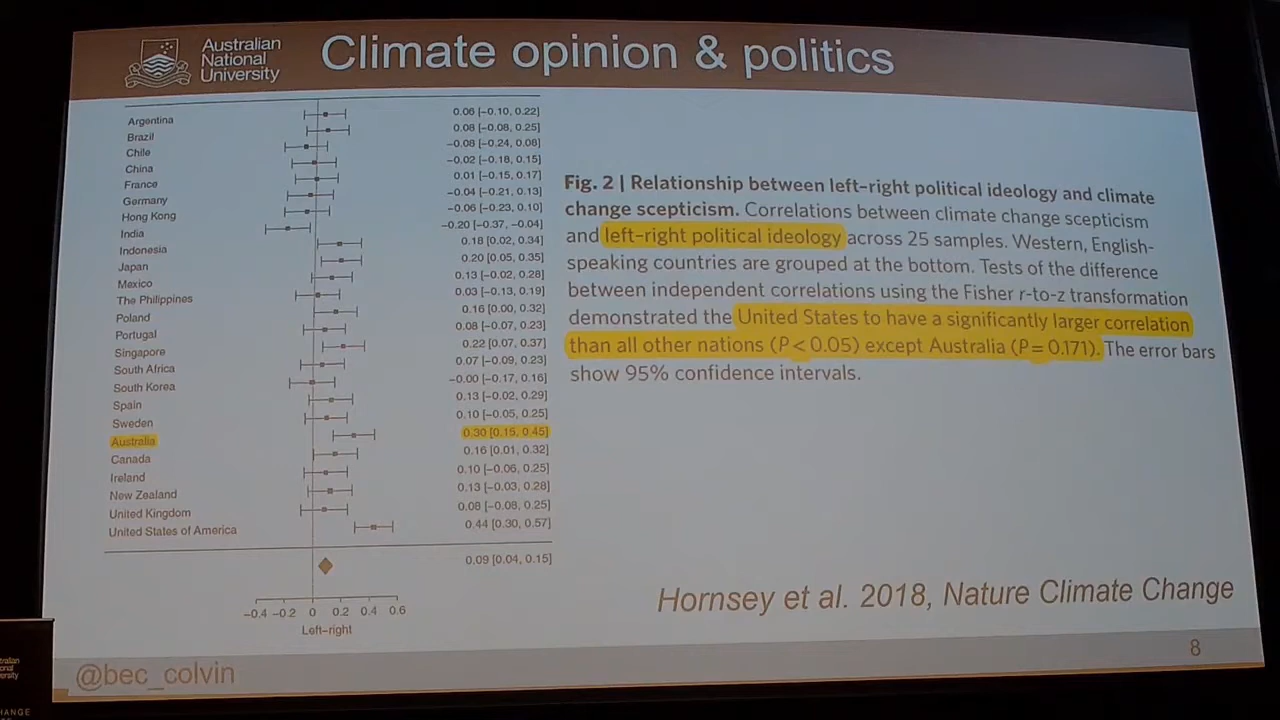 Australian
National
University
Climate opinion & politics
Argentina 0.06 [−0.10, 0.22]
Brazil 0.08 [−0.08, 0.25]
Chile −0.08 [−0.24, 0.08]
China −0.02 [−0.18, 0.15]
France 0.01 [−0.15, 0.17]
Germany −0.04 [−0.21, 0.13]
Hong Kong −0.06 [−0.23, 0.10]
India −0.20 [−0.37, −0.04]
Indonesia 0.18 [0.02, 0.34]
Japan 0.20 [0.05, 0.35]
Mexico 0.13 [−0.02, 0.28]
The Philippines 0.03 [−0.13, 0.19]
Poland 0.16 [0.00, 0.32]
Portugal 0.08 [−0.07, 0.23]
Singapore 0.22 [0.07, 0.37]
South Africa 0.07 [−0.09, 0.23]
South Korea −0.00 [−0.17, 0.16]
Spain 0.13 [−0.02, 0.29]
Sweden 0.10 [−0.05, 0.25]
Australia 0.30 [0.15, 0.45]
Canada 0.16 [0.01, 0.32]
Ireland 0.10 [−0.06, 0.25]
New Zealand 0.13 [−0.03, 0.28]
United Kingdom 0.08 [−0.08, 0.25]
United States of America 0.44 [0.30, 0.57]
0.09 [0.04, 0.15]
−0.4 −0.2 0 0.2 0.4 0.6
Left–right
Fig. 2 | Relationship between left–right political ideology and climate
change scepticism. Correlations between climate change scepticism
and left–right political ideology across 25 samples. Western, English-
speaking countries are grouped at the bottom. Tests of the difference
between independent correlations using the Fisher r-to-z transformation
demonstrated the United States to have a significantly larger correlation
than all other nations (P < 0.05) except Australia (P = 0.171). The error bars
show 95% confidence intervals.
Hornsey et al. 2018, Nature Climate Change
8
@bec_colvin